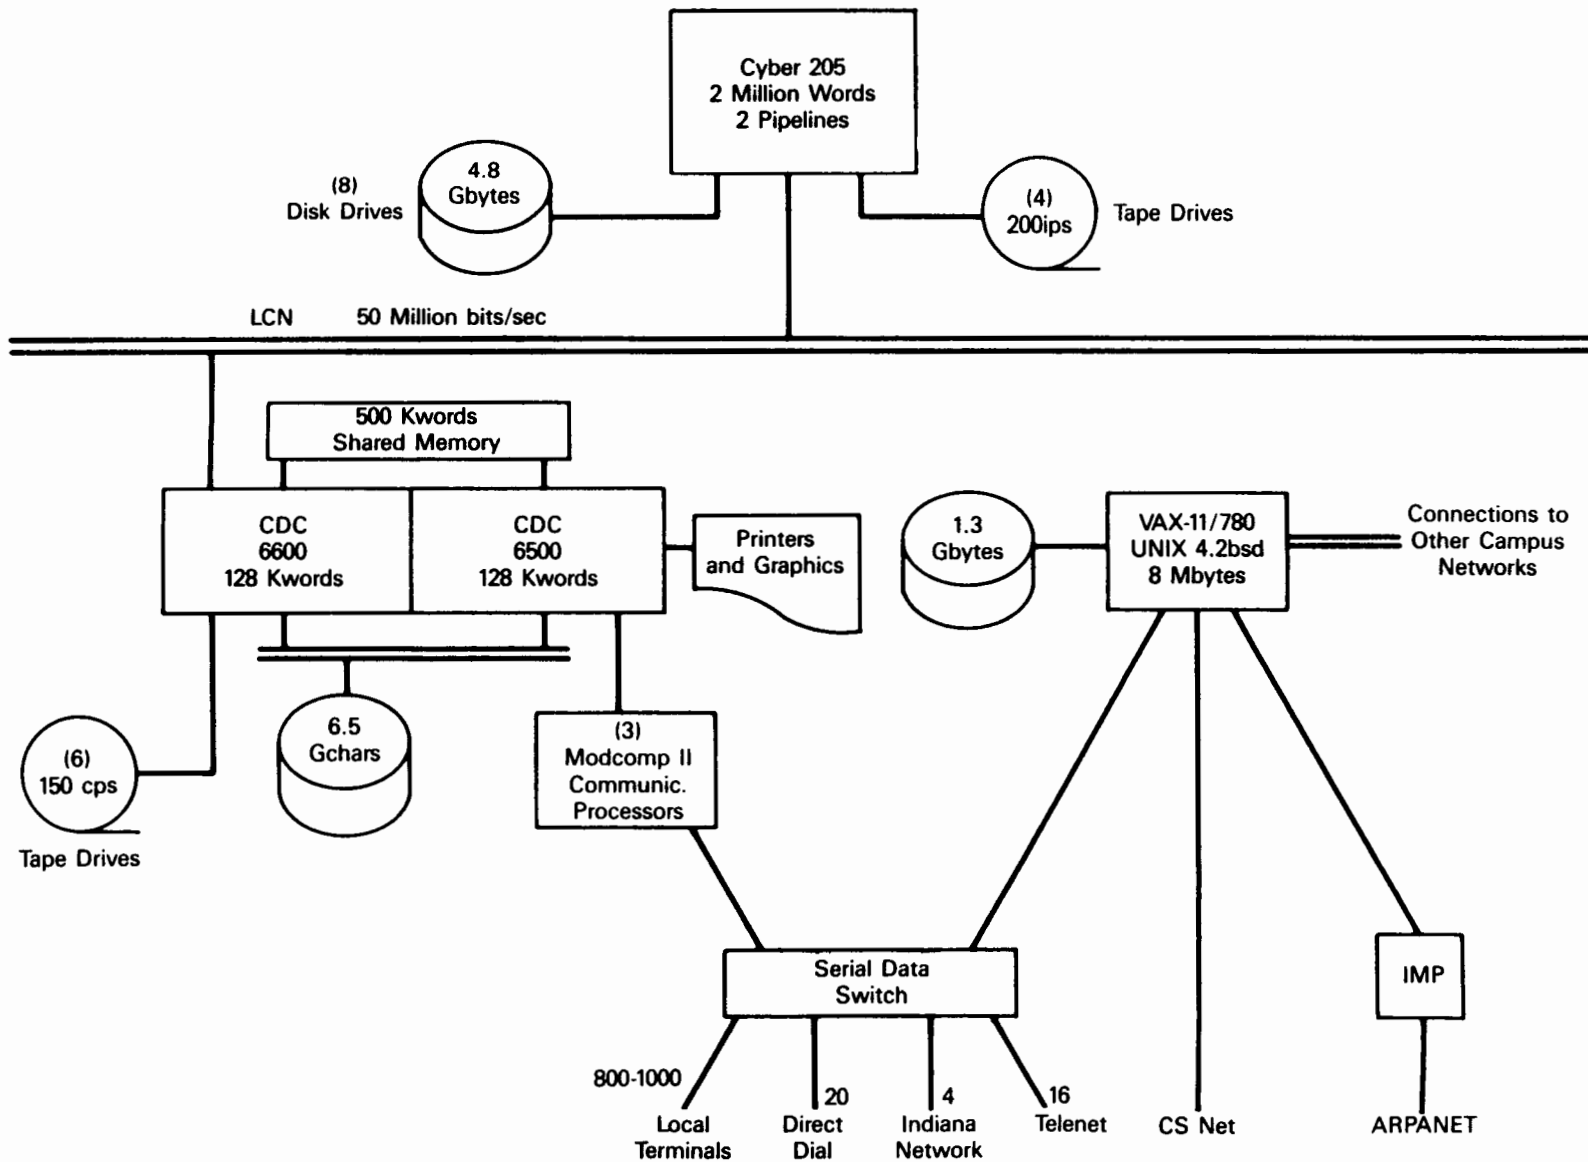 Cyber 205
2 Million Words
2 Pipelines
(8)
Disk Drives
4.8
Gbytes
(4)
200ips
Tape Drives
LCN 50 Million bits/sec
500 Kwords
Shared Memory
CDC
6600
128 Kwords
CDC
6500
128 Kwords
Printers
and Graphics
1.3
Gbytes
VAX-11/780
UNIX 4.2bsd
8 Mbytes
Connections to
Other Campus
Networks
(6)
150 cps
Tape Drives
6.5
Gchars
(3)
Modcomp II
Communic.
Processors
Serial Data
Switch
IMP
800-1000
Local
Terminals
20
Direct
Dial
4
Indiana
Network
16
Telenet
CS Net
ARPANET